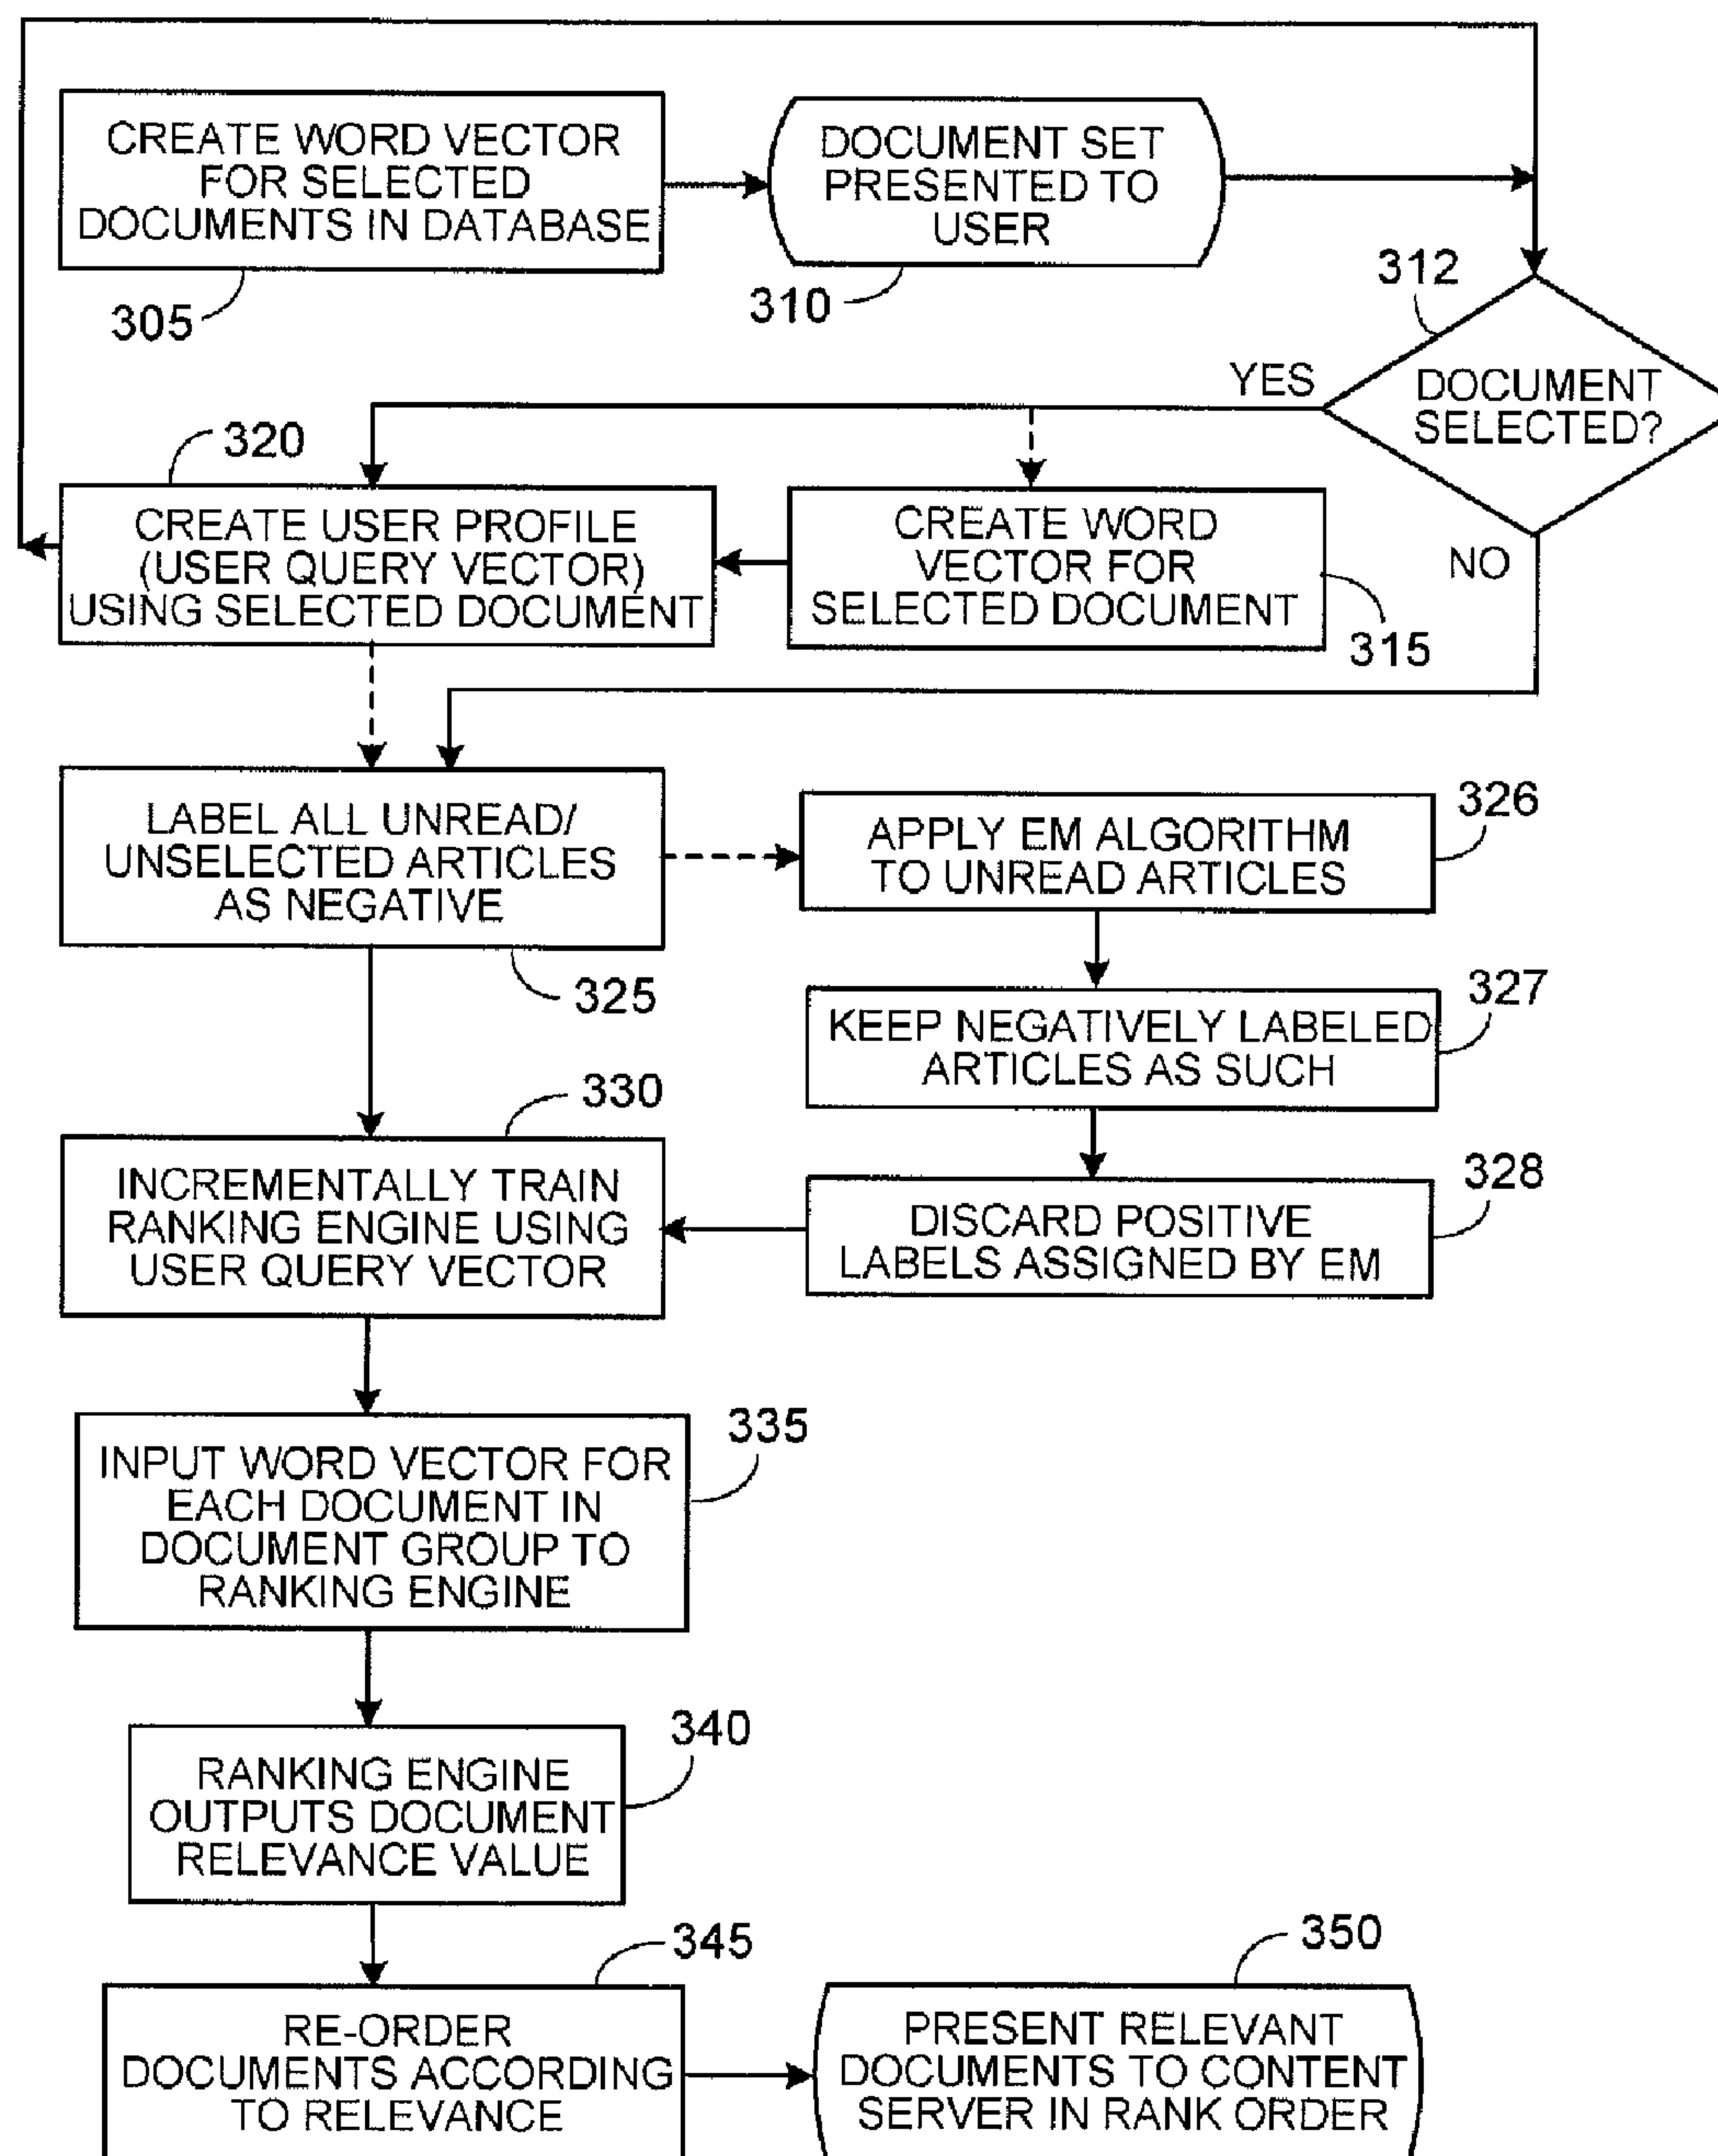 CREATE WORD VECTOR
FOR SELECTED
DOCUMENTS IN DATABASE
305
DOCUMENT SET
PRESENTED TO
USER
310
312
DOCUMENT
SELECTED?
YES
NO
320
CREATE USER PROFILE
(USER QUERY VECTOR)
USING SELECTED DOCUMENT
CREATE WORD
VECTOR FOR
SELECTED DOCUMENT
315
LABEL ALL UNREAD/
UNSELECTED ARTICLES
AS NEGATIVE
325
326
APPLY EM ALGORITHM
TO UNREAD ARTICLES
327
KEEP NEGATIVELY LABELED
ARTICLES AS SUCH
328
DISCARD POSITIVE
LABELS ASSIGNED BY EM
330
INCREMENTALLY TRAIN
RANKING ENGINE USING
USER QUERY VECTOR
335
INPUT WORD VECTOR FOR
EACH DOCUMENT IN
DOCUMENT GROUP TO
RANKING ENGINE
340
RANKING ENGINE
OUTPUTS DOCUMENT
RELEVANCE VALUE
345
RE-ORDER
DOCUMENTS ACCORDING
TO RELEVANCE
350
PRESENT RELEVANT
DOCUMENTS TO CONTENT
SERVER IN RANK ORDER